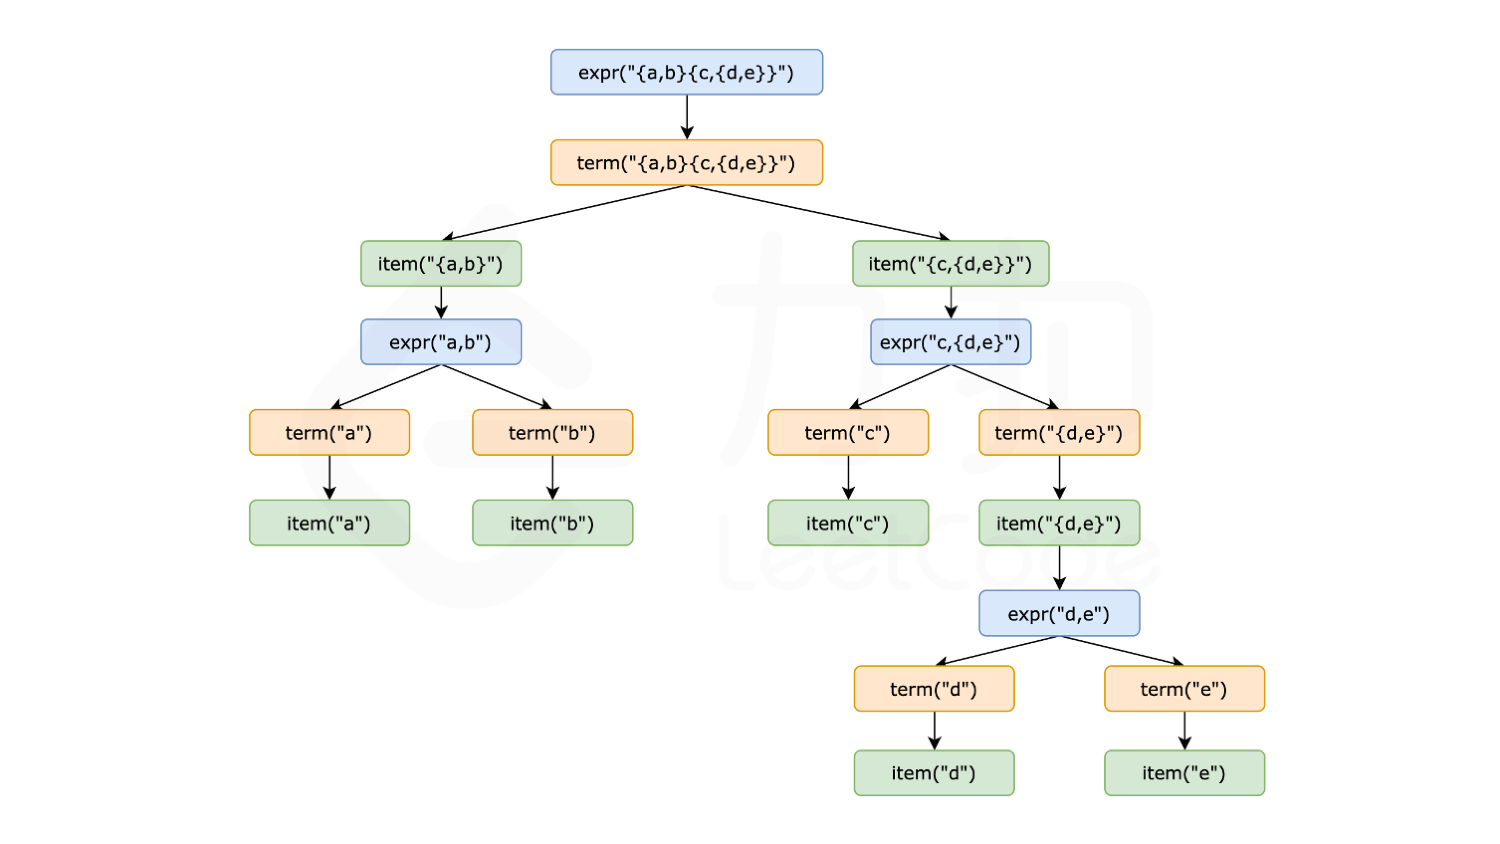 expr("{a,b}{c,{d,e}}")
term("{a,b}{c,{d,e}}")
item("{a,b}")
item("{c,{d,e}}")
expr("a,b")
expr("c,{d,e}")
term("a")
term("b")
term("c")
term("{d,e}")
item("a")
item("b")
item("c")
item("{d,e}")
力扣
LeetCode
expr("d,e")
term("d")
term("e")
item("d")
item("e")